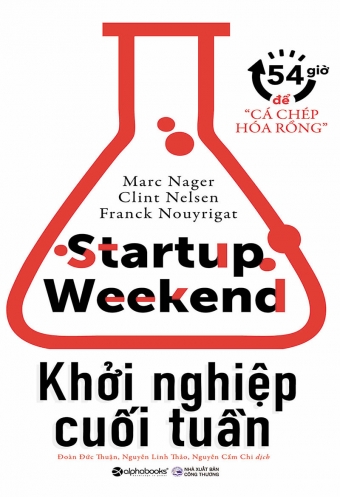 54 giờ
để
“CÁ CHÉP
HÓA RỒNG”
Marc Nager
Clint Nelsen
Franck Nouyrigat
Startup
Weekend
Khởi nghiệp
cuối tuần
Đoàn Đức Thuận, Nguyễn Linh Thảo, Nguyễn Cẩm Chi dịch
alphabooks
NHÀ XUẤT BẢN
CÔNG THƯƠNG